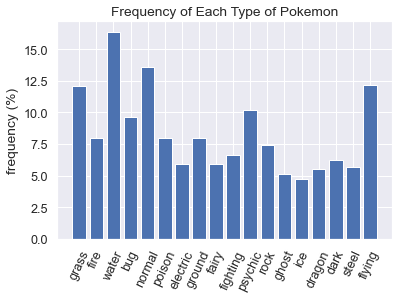 Frequency of Each Type of Pokemon
frequency (%)
15.0
12.5
10.0
7.5
5.0
2.5
0.0
grass
fire
water
bug
normal
poison
electric
ground
fairy
fighting
psychic
rock
ghost
ice
dragon
dark
steel
flying